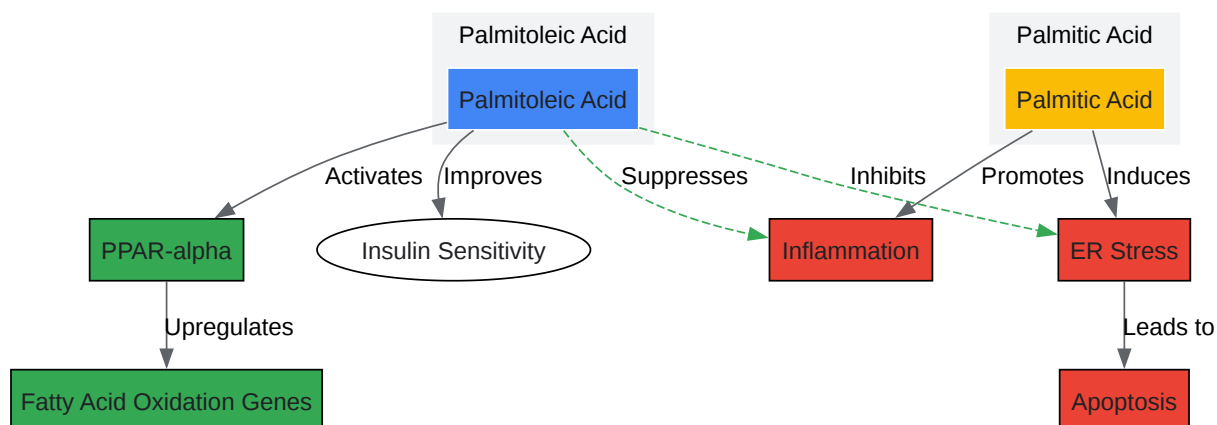 Palmitoleic Acid
Palmitic Acid
Palmitoleic Acid
Palmitic Acid
Activates
Improves
Suppresses
Inhibits
Promotes
Induces
PPAR-alpha
Insulin Sensitivity
Inflammation
ER Stress
Upregulates
Leads to
Fatty Acid Oxidation Genes
Apoptosis